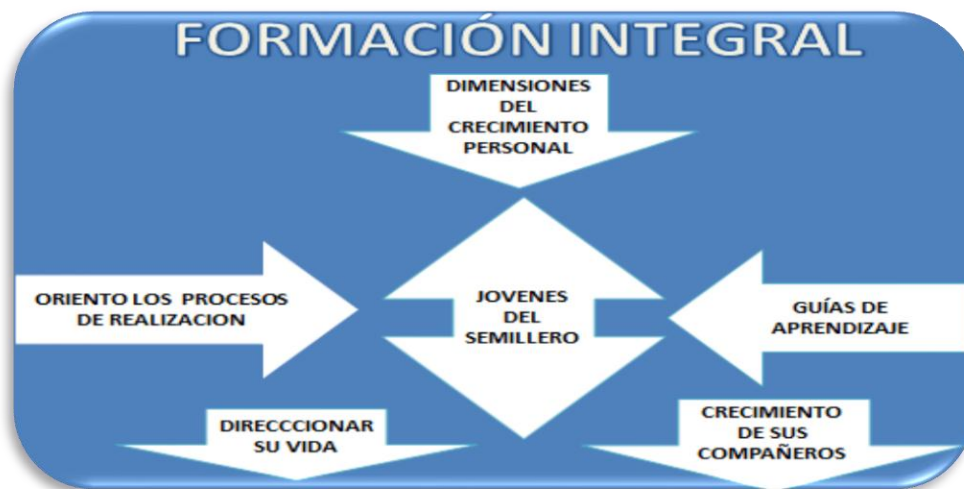 FORMACIÓN INTEGRAL
DIMENSIONES
DEL
CRECIMIENTO
PERSONAL
ORIENTO LOS PROCESOS
DE REALIZACION
JOVENES
DEL
SEMILLERO
GUÍAS DE
APRENDIZAJE
DIRECCCIONAR
SU VIDA
CRECIMIENTO
DE SUS
COMPAÑEROS